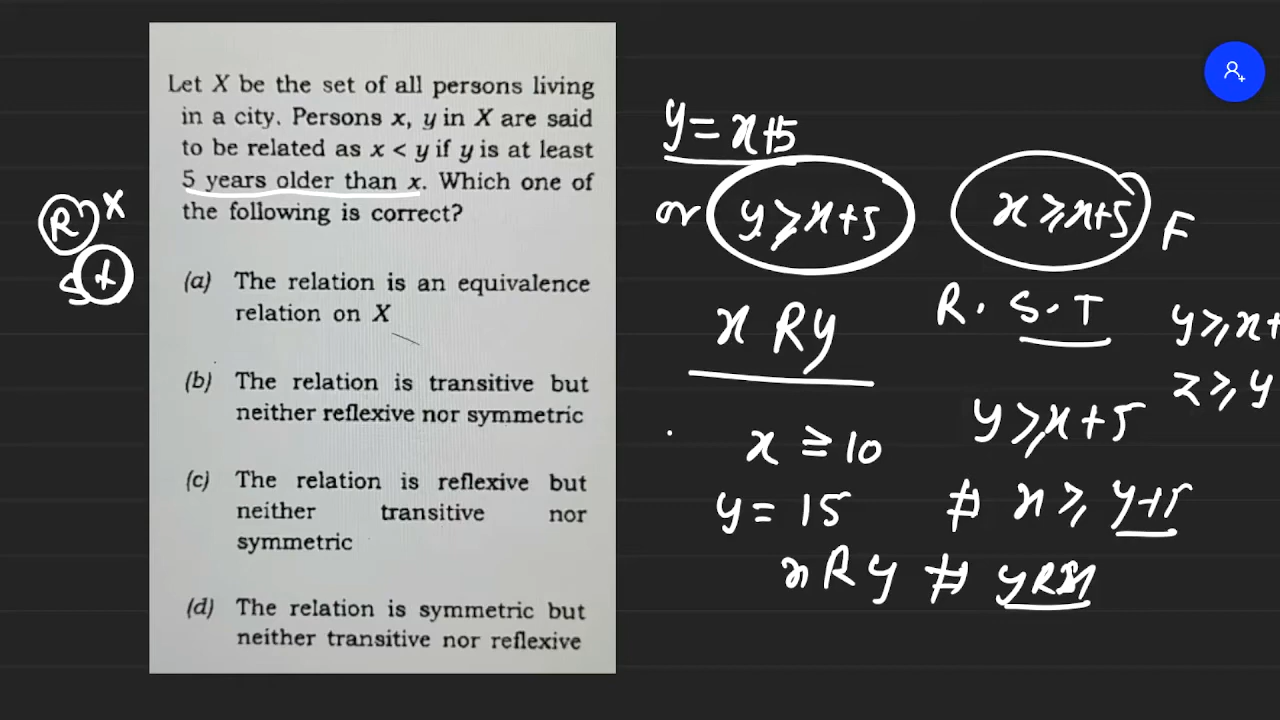 Let X be the set of all persons living
in a city. Persons x, y in X are said
to be related as x < y if y is at least
5 years older than x. Which one of
the following is correct?
(a) The relation is an equivalence
relation on X
(b) The relation is transitive but
neither reflexive nor symmetric
(c) The relation is reflexive but
neither transitive nor
symmetric
(d) The relation is symmetric but
neither transitive nor reflexive
R x
S x
y = x+5
or y ⩾ x+5
x ⩾ x+5 F
x R y
R. S. T
x = 10
y = 15
y ⩾ x+5
⇏ x ⩾ y+5
x R y ⇏ y R x
y ⩾ x+
z ⩾ y